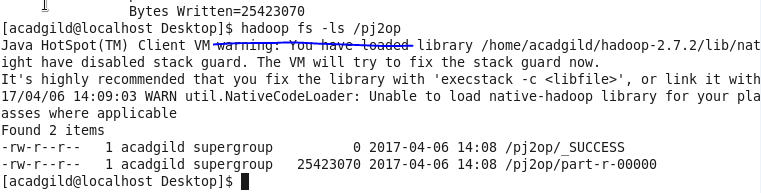 Bytes Written=25423070
[acadgild@localhost Desktop]$ hadoop fs -ls /pj2op
Java HotSpot(TM) Client VM warning: You have loaded library /home/acadgild/hadoop-2.7.2/lib/nat
ight have disabled stack guard. The VM will try to fix the stack guard now.
It's highly recommended that you fix the library with 'execstack -c <libfile>', or link it with
17/04/06 14:09:03 WARN util.NativeCodeLoader: Unable to load native-hadoop library for your pla
asses where applicable
Found 2 items
-rw-r--r--   1 acadgild supergroup          0 2017-04-06 14:08 /pj2op/_SUCCESS
-rw-r--r--   1 acadgild supergroup   25423070 2017-04-06 14:08 /pj2op/part-r-00000
[acadgild@localhost Desktop]$